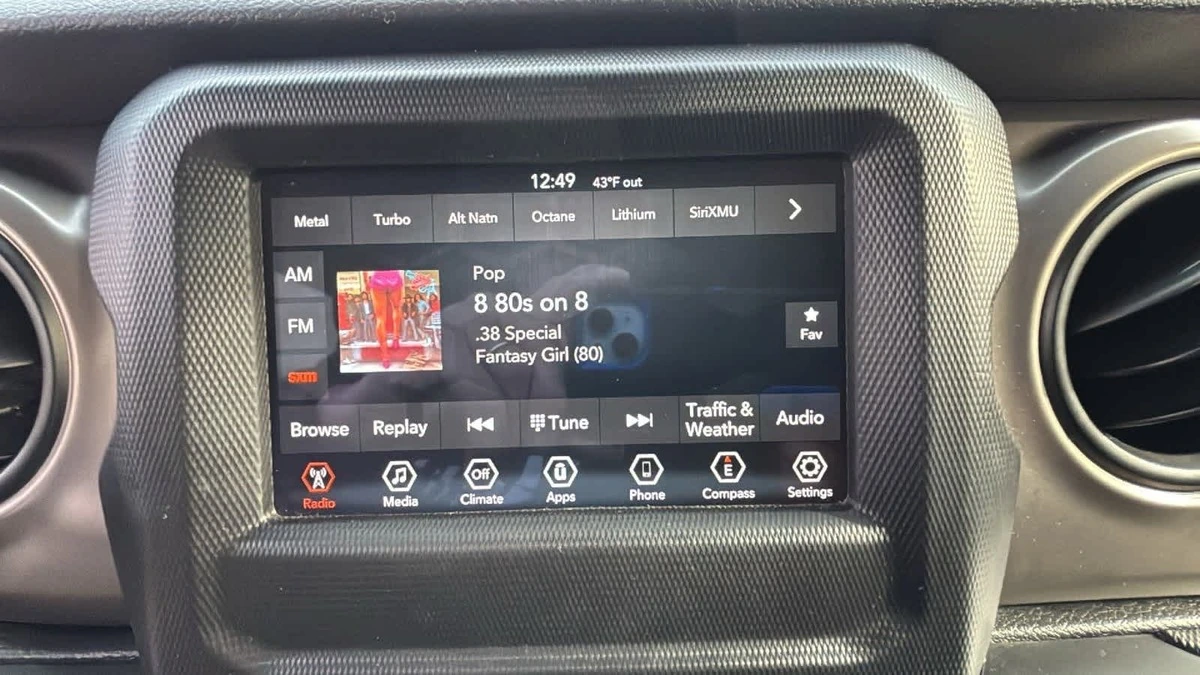 12:49 43°F out
Metal Turbo Alt Natn Octane Lithium SiriXMU
AM
FM
sxm
Pop
8 80s on 8
.38 Special
Fantasy Girl (80)
Fav
Browse Replay Tune Traffic & Weather Audio
Off E
Radio Media Climate Apps Phone Compass Settings